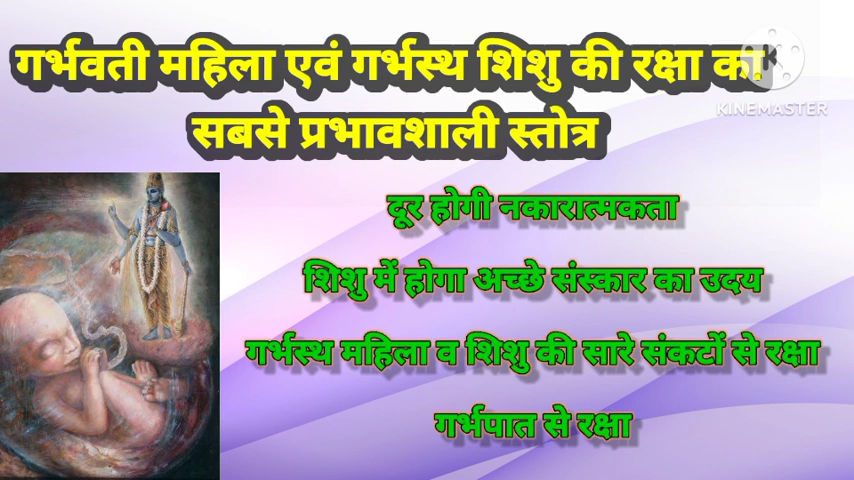 गर्भवती महिला एवं गर्भस्थ शिशु की रक्षा का
सबसे प्रभावशाली स्तोत्र
KINEMASTER
दूर होगी नकारात्मकता
शिशु में होगा अच्छे संस्कार का उदय
गर्भस्थ महिला व शिशु की सारे संकटों से रक्षा
गर्भपात से रक्षा